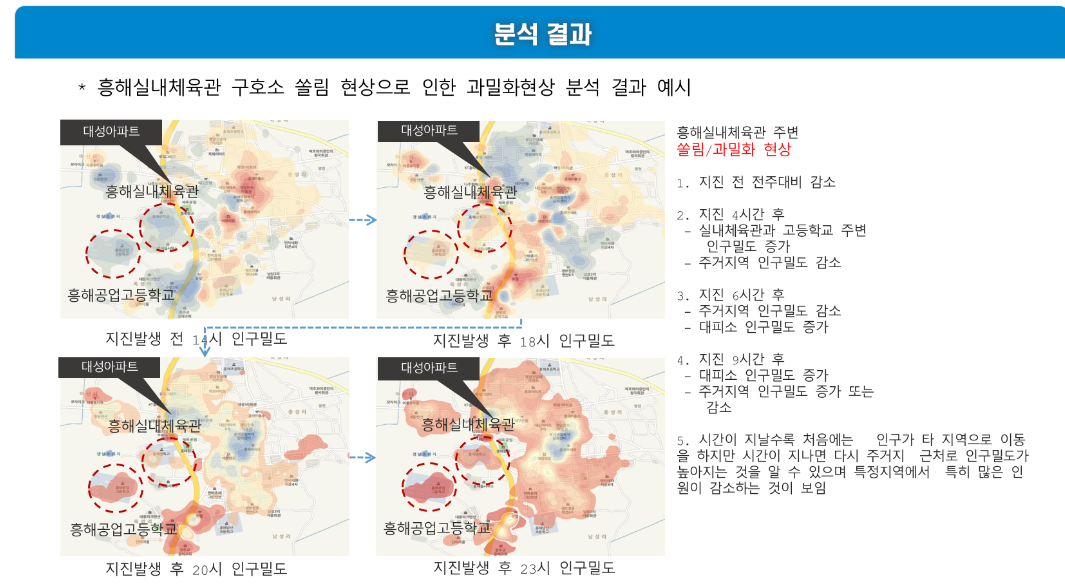 분석 결과
* 흥해실내체육관 구호소 쏠림 현상으로 인한 과밀화현상 분석 결과 예시
대성아파트
흥해실내체육관
흥해공업고등학교
지진발생 전 14시 인구밀도
대성아파트
흥해실내체육관
흥해공업고등학교
지진발생 후 18시 인구밀도
대성아파트
흥해실내체육관
흥해공업고등학교
지진발생 후 20시 인구밀도
대성아파트
흥해실내체육관
흥해공업고등학교
지진발생 후 23시 인구밀도
흥해실내체육관 주변
쏠림/과밀화 현상
1. 지진 전 전주대비 감소
2. 지진 4시간 후
- 실내체육관과 고등학교 주변
인구밀도 증가
- 주거지역 인구밀도 감소
3. 지진 6시간 후
- 주거지역 인구밀도 감소
- 대피소 인구밀도 증가
4. 지진 9시간 후
- 대피소 인구밀도 증가
- 주거지역 인구밀도 증가 또는
감소
5. 시간이 지날수록 처음에는 인구가 타 지역으로 이동
을 하지만 시간이 지나면 다시 주거지 근처로 인구밀도가
높아지는 것을 알 수 있으며 특정지역에서 특히 많은 인
원이 감소하는 것이 보임